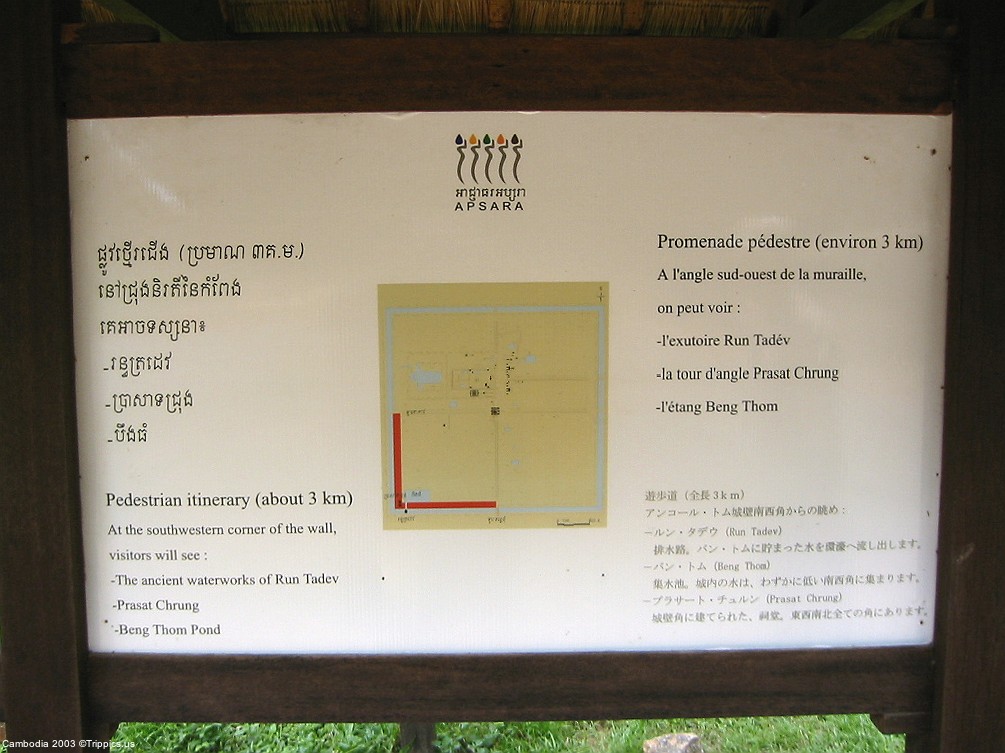 អាជ្ញាធរអប្សរា
APSARA
ផ្លូវថ្មើរជើង (ប្រមាណ ៣គ.ម.)
នៅជ្រុងនិរតីនៃកំពែង
គេអាចទស្សនា៖
-រន្ទត្រដេវ
-ប្រាសាទជ្រុង
-បឹងធំ
Pedestrian itinerary (about 3 km)
At the southwestern corner of the wall,
visitors will see :
-The ancient waterworks of Run Tadev
-Prasat Chrung
-Beng Thom Pond
Promenade pédestre (environ 3 km)
A l'angle sud-ouest de la muraille,
on peut voir :
-l'exutoire Run Tadév
-la tour d'angle Prasat Chrung
-l'étang Beng Thom
遊歩道 (全長3km)
アンコール・トム城壁南西角からの眺め：
－ルン・タデウ (Run Tadev)
排水路。バン・トムに貯まった水を環濠へ流し出します。
－バン・トム (Beng Thom)
集水池。城内の水は、わずかに低い南西角に集まります。
－プラサート・チュルン (Prasat Chrung)
城壁角に建てられた、祠堂。東西南北全ての角にあります。
Cambodia 2003 ©Trippics.us